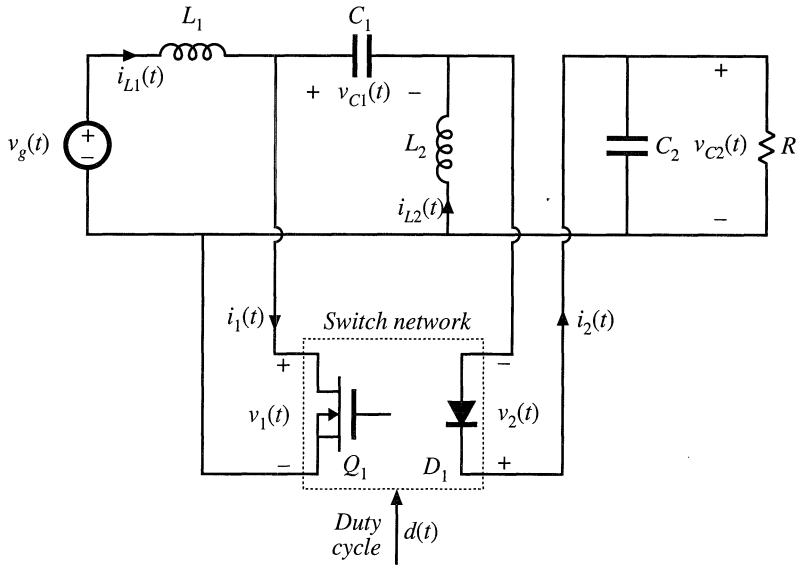 L1
C1
iL1(t)
+ vC1(t) −
+
vg(t)
+
−
L2
C2
vC2(t)
R
iL2(t)
−
i1(t)
Switch network
i2(t)
+
−
v1(t)
v2(t)
−
Q1
D1
+
Duty
cycle
d(t)